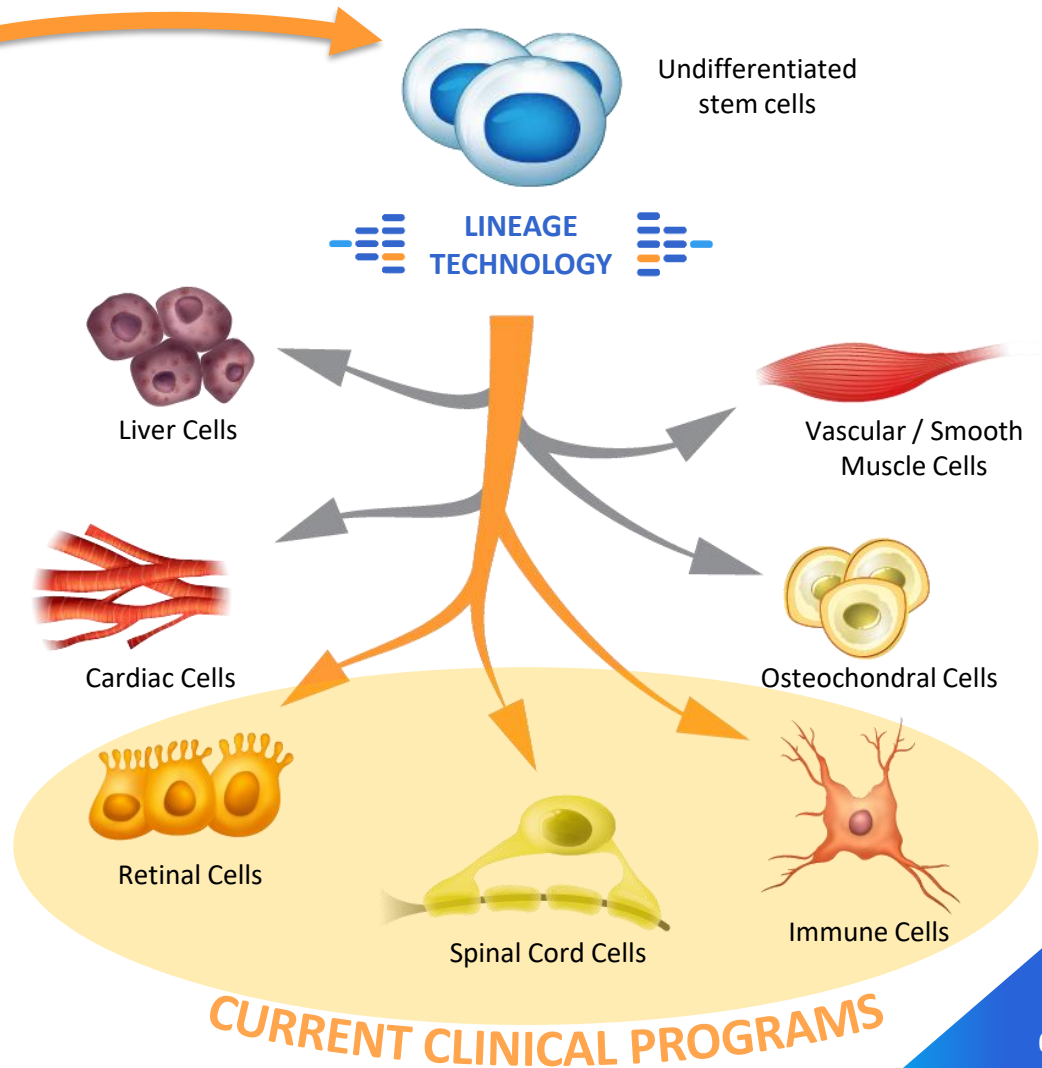 Undifferentiated
stem cells
LINEAGE
TECHNOLOGY
Liver Cells
Vascular / Smooth
Muscle Cells
Cardiac Cells
Osteochondral Cells
Retinal Cells
Spinal Cord Cells
Immune Cells
CURRENT CLINICAL PROGRAMS